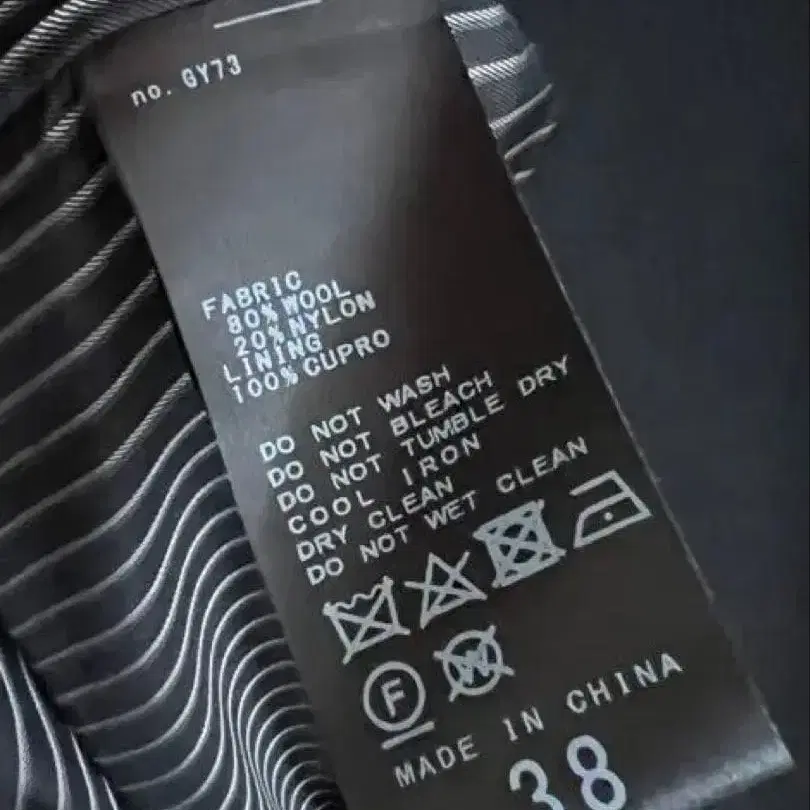 no. GY73
FABRIC
80% WOOL
20% NYLON
LINING
100% CUPRO
DO NOT WASH
DO NOT BLEACH
DO NOT TUMBLE DRY
COOL IRON
DRY CLEAN
DO NOT WET CLEAN
F W
MADE IN CHINA
38